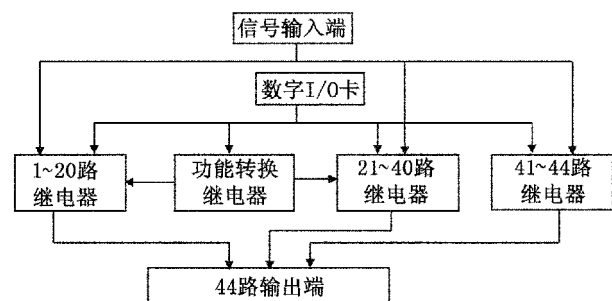 信号输入端
数字I/O卡
1~20路
继电器
功能转换
继电器
21~40路
继电器
41~44路
继电器
44路输出端